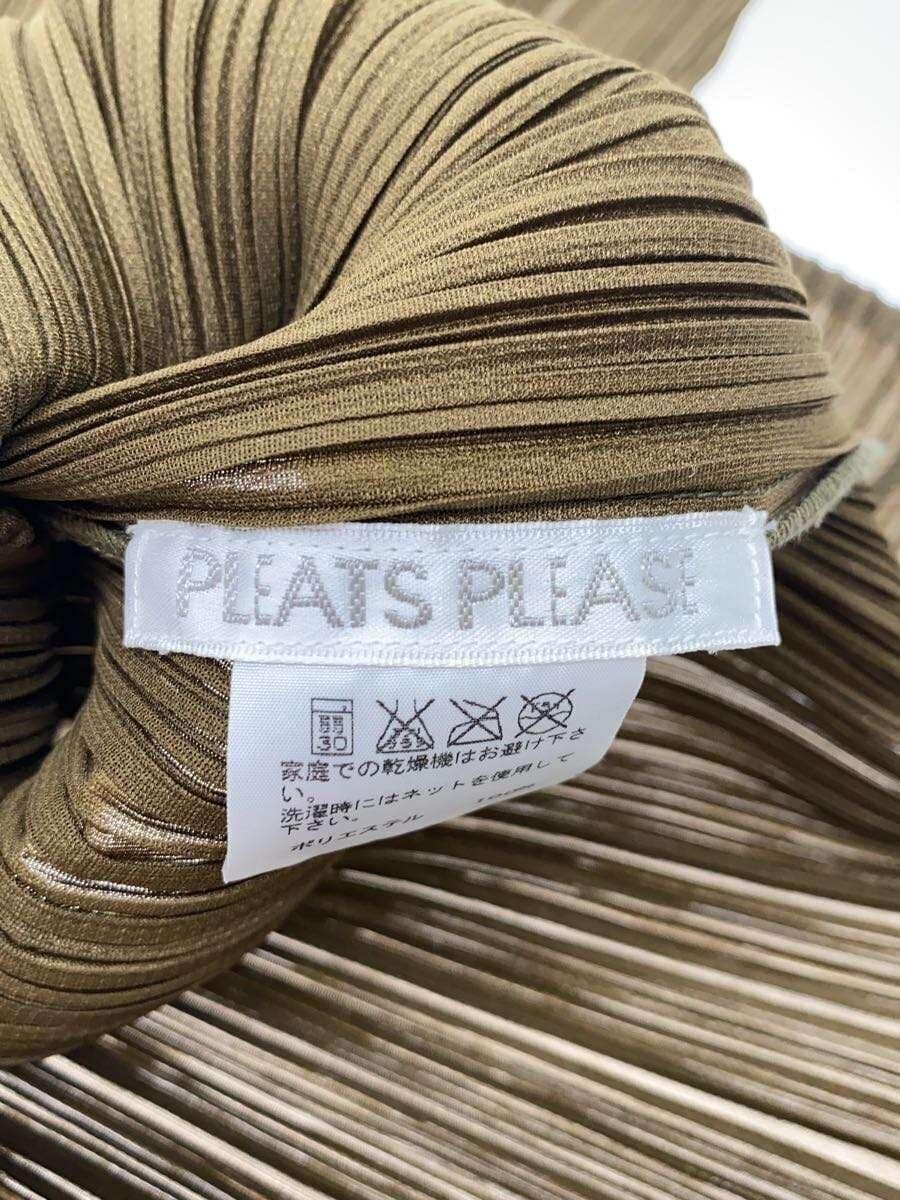 PLEATS PLEASE
弱
30
家庭での乾燥機はお避け下さ
い。
洗濯時にはネットを使用して
下さい。
ポリエステル 100%